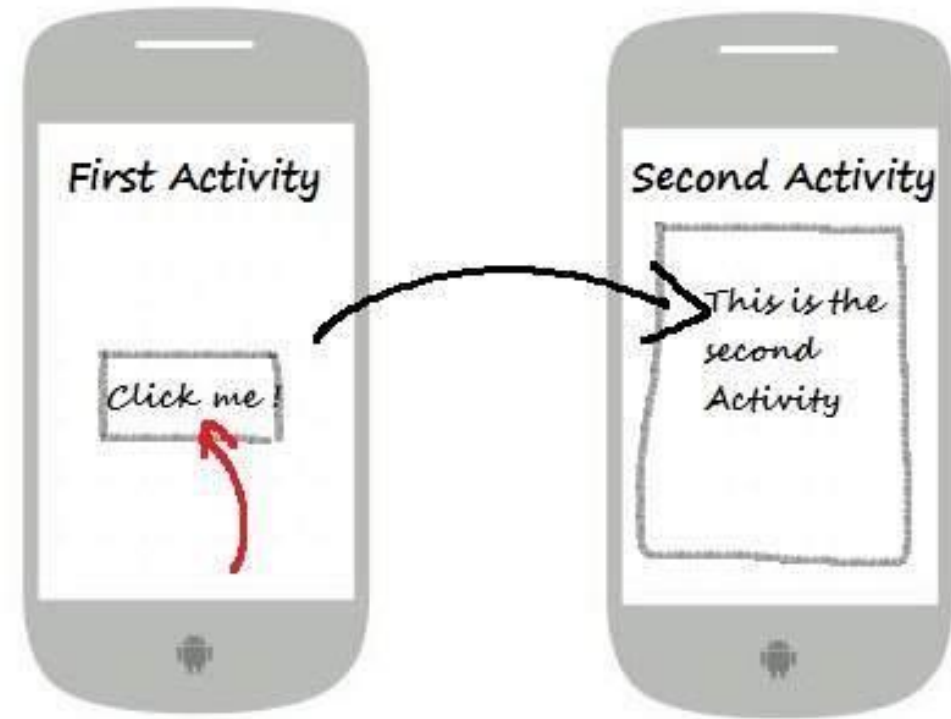 First Activity
Click me !
Second Activity
This is the
second
Activity